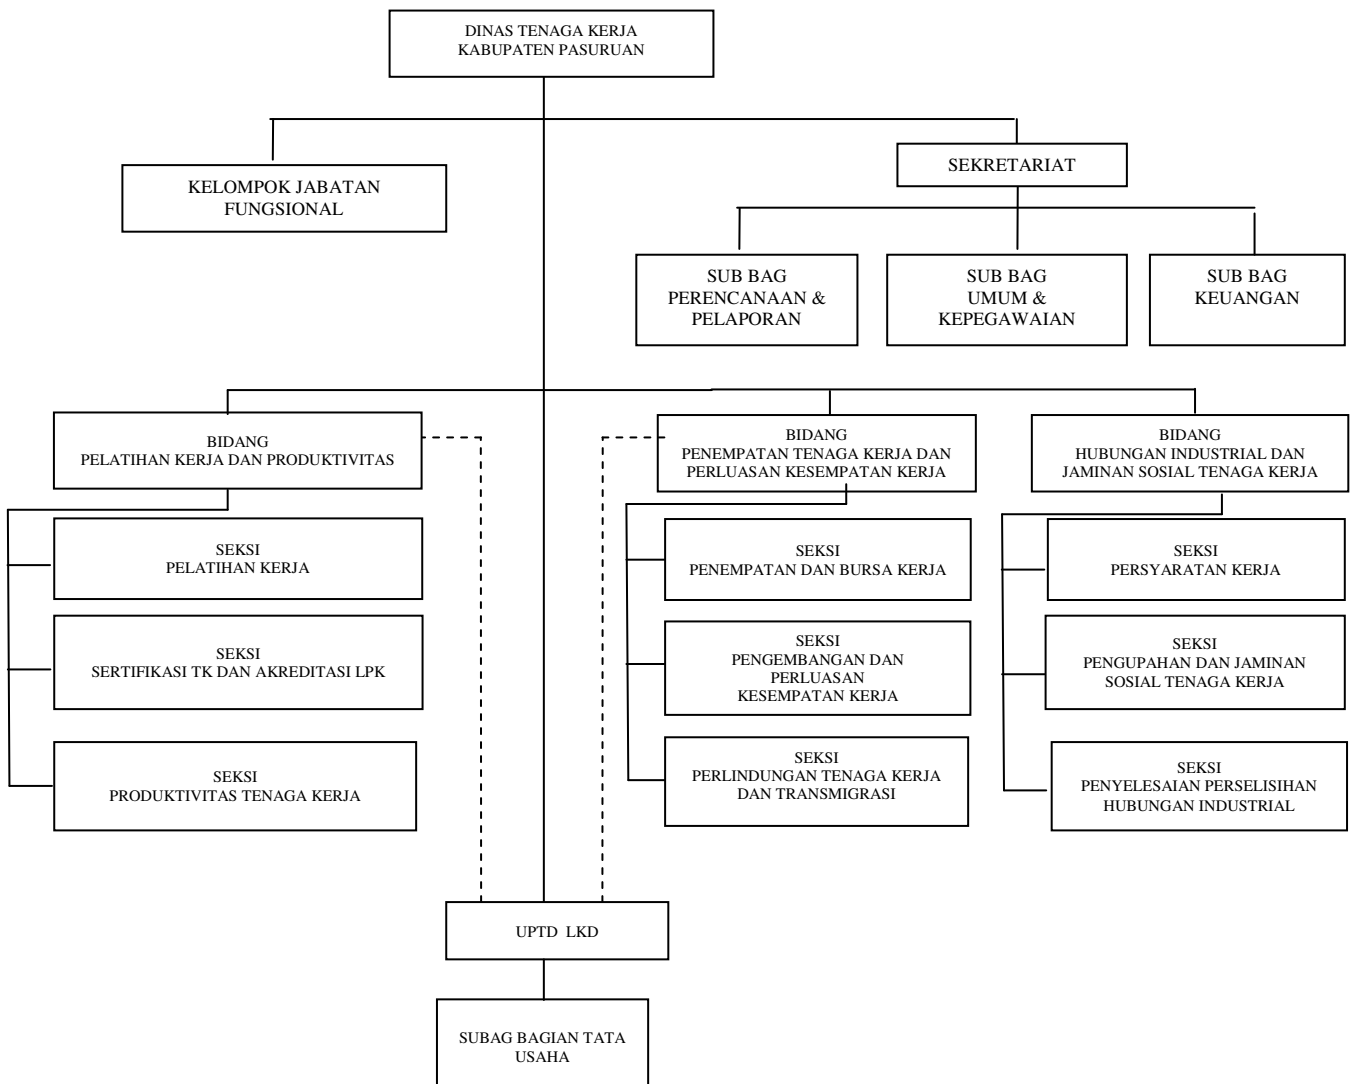 DINAS TENAGA KERJA
KABUPATEN PASURUAN
KELOMPOK JABATAN
FUNGSIONAL
SEKRETARIAT
SUB BAG
PERENCANAAN &
PELAPORAN
SUB BAG
UMUM &
KEPEGAWAIAN
SUB BAG
KEUANGAN
BIDANG
PELATIHAN KERJA DAN PRODUKTIVITAS
BIDANG
PENEMPATAN TENAGA KERJA DAN
PERLUASAN KESEMPATAN KERJA
BIDANG
HUBUNGAN INDUSTRIAL DAN
JAMINAN SOSIAL TENAGA KERJA
SEKSI
PELATIHAN KERJA
SEKSI
SERTIFIKASI TK DAN AKREDITASI LPK
SEKSI
PRODUKTIVITAS TENAGA KERJA
SEKSI
PENEMPATAN DAN BURSA KERJA
SEKSI
PENGEMBANGAN DAN
PERLUASAN
KESEMPATAN KERJA
SEKSI
PERLINDUNGAN TENAGA KERJA
DAN TRANSMIGRASI
SEKSI
PERSYARATAN KERJA
SEKSI
PENGUPAHAN DAN JAMINAN
SOSIAL TENAGA KERJA
SEKSI
PENYELESAIAN PERSELISIHAN
HUBUNGAN INDUSTRIAL
UPTD LKD
SUBAG BAGIAN TATA
USAHA